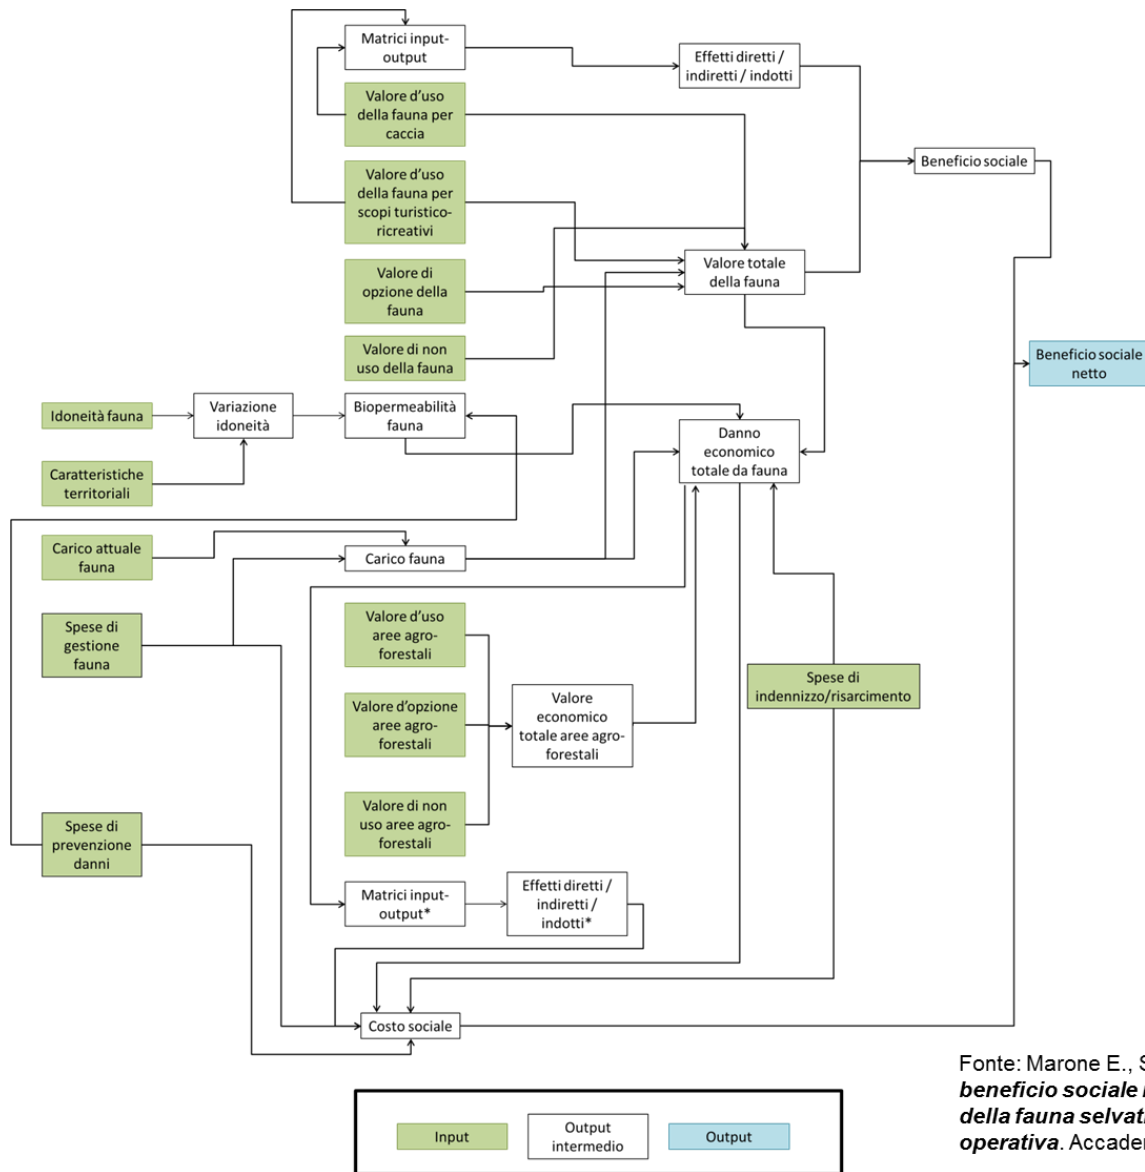 Matrici input-
output
Effetti diretti /
indiretti / indotti
Valore d'uso
della fauna per
caccia
Beneficio sociale
Valore d'uso
della fauna per
scopi turistico-
ricreativi
Valore totale
della fauna
Valore di
opzione della
fauna
Valore di non
uso della fauna
Beneficio sociale
netto
Idoneità fauna
Variazione
idoneità
Biopermeabilità
fauna
Danno
economico
totale da fauna
Caratteristiche
territoriali
Carico attuale
fauna
Carico fauna
Spese di
gestione
fauna
Valore d'uso
aree agro-
forestali
Spese di
indennizzo/risarcimento
Valore d'opzione
aree agro-
forestali
Valore
economico
totale aree agro-
forestali
Valore di non
uso aree agro-
forestali
Spese di
prevenzione
danni
Matrici input-
output*
Effetti diretti /
indiretti /
indotti*
Costo sociale
Fonte: Marone E., S
beneficio sociale
della fauna selvat
operativa. Accader
Input
Output
intermedio
Output